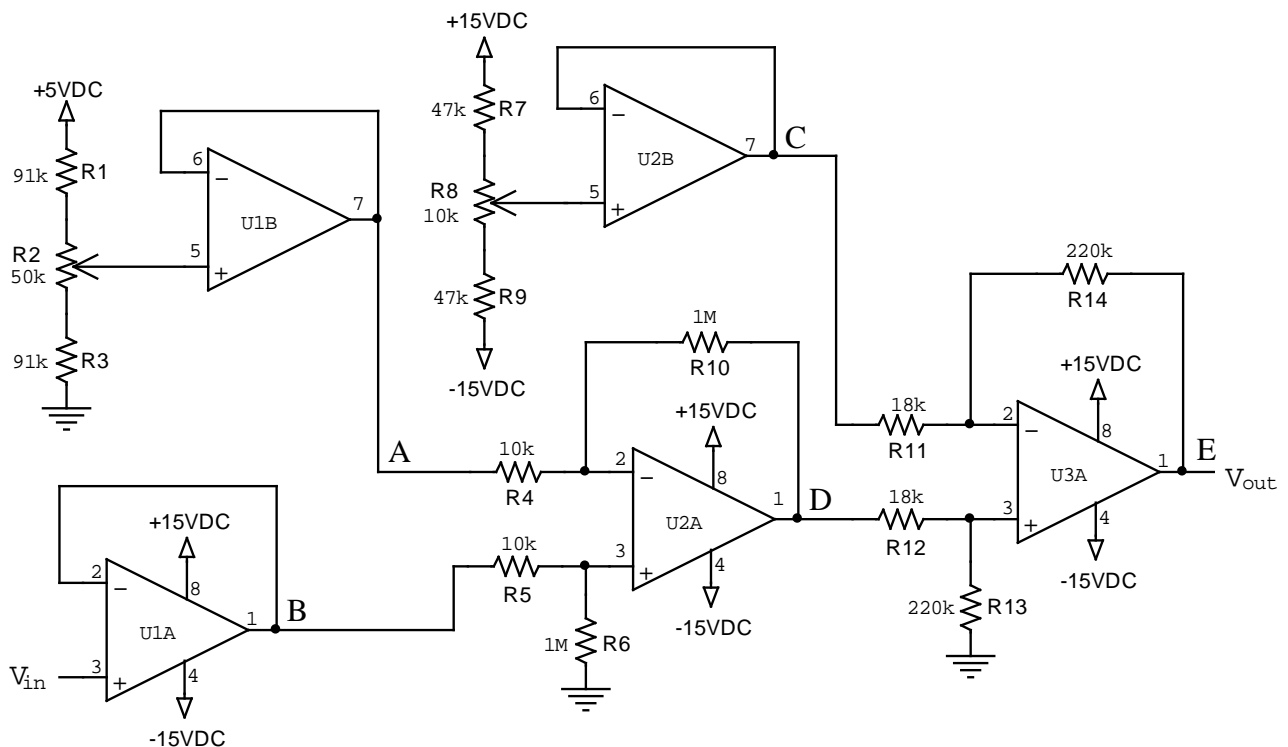 +15VDC
+5VDC
R1
91k
R2
50k
R3
91k
6
5
7
U1B
−
+
R7
47k
R8
10k
R9
47k
-15VDC
6
5
7
U2B
−
+
C
A
10k
R4
10k
R5
1M
R6
1M
R10
+15VDC
8
2
3
1
4
U2A
−
+
-15VDC
D
18k
R11
18k
R12
220k
R13
220k
R14
+15VDC
8
2
3
1
4
U3A
−
+
-15VDC
E
Vout
+15VDC
8
2
3
1
4
U1A
−
+
-15VDC
B
Vin